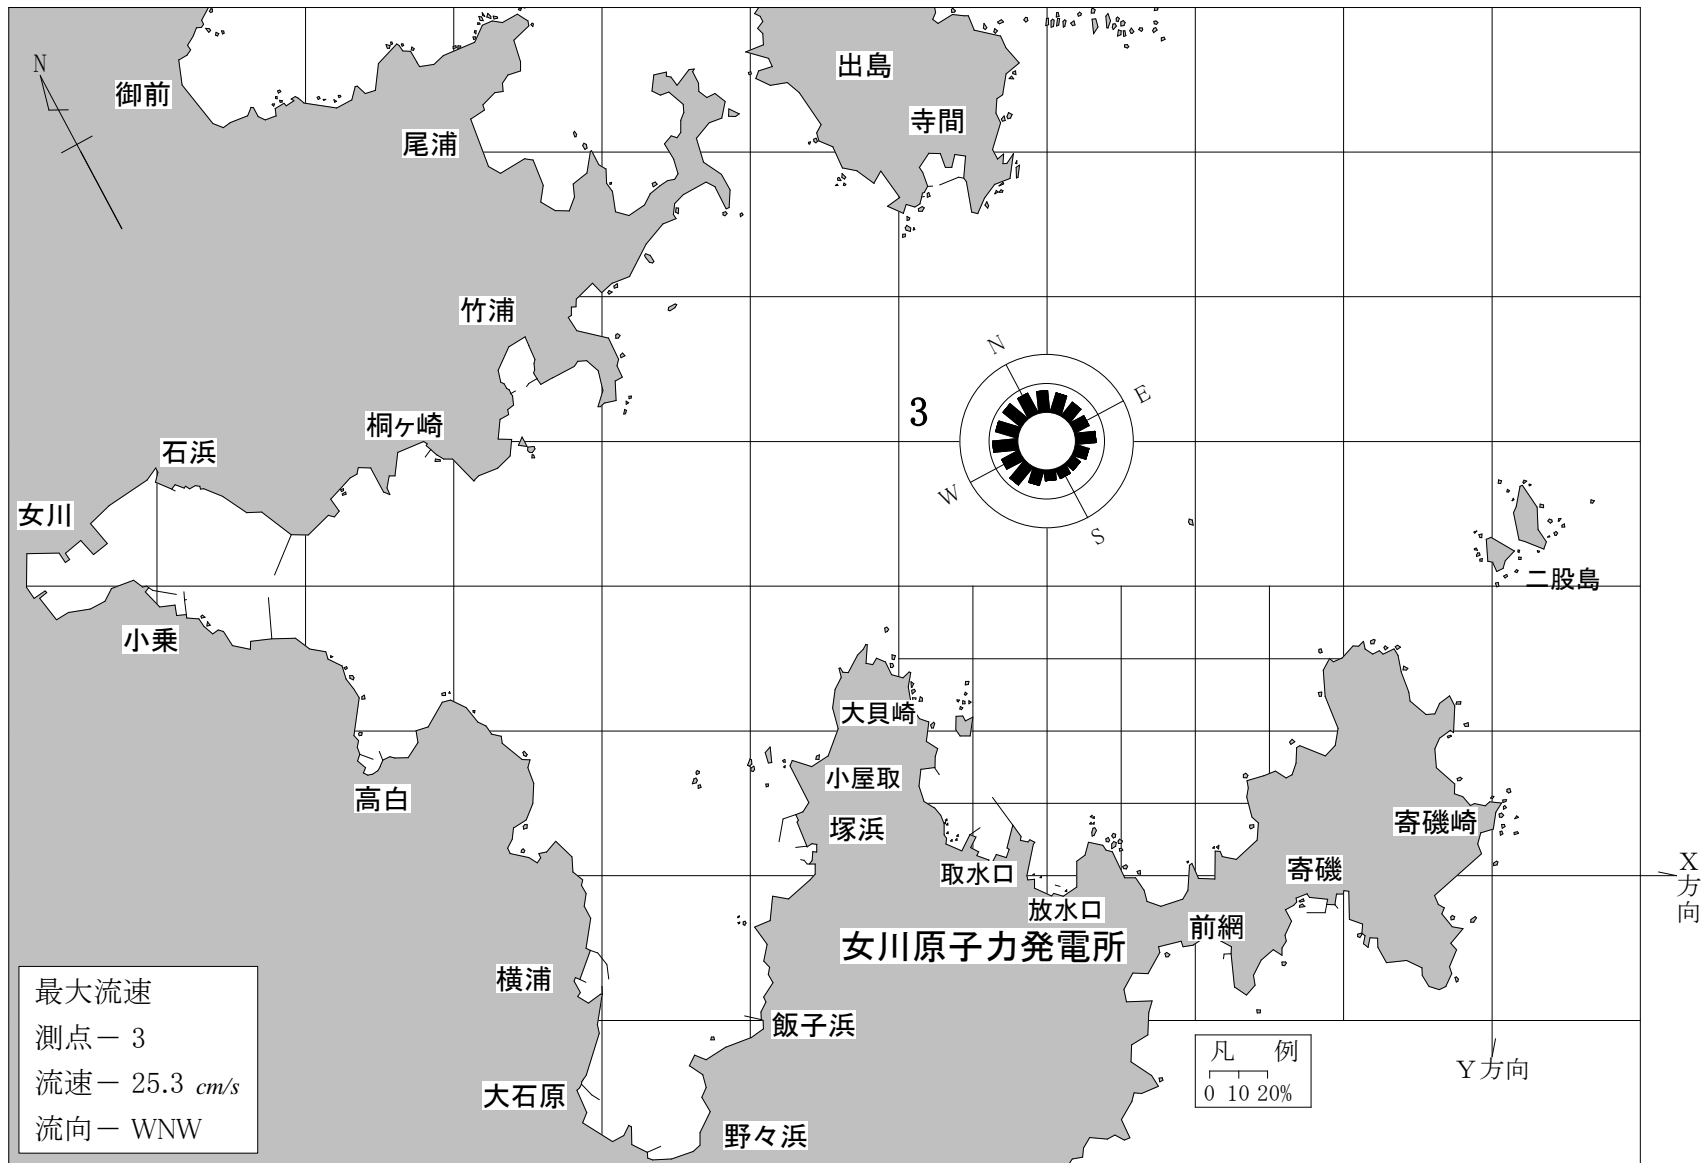 N
御前
出島
寺間
尾浦
竹浦
N
E
3
W
S
桐ヶ崎
石浜
女川
二股島
小乗
大貝崎
小屋取
高白
塚浜
寄磯崎
取水口
寄磯
X方向
放水口
前網
女川原子力発電所
横浦
飯子浜
大石原
野々浜
Y方向
最大流速
測点－ 3
流速－ 25.3 cm/s
流向－ WNW
凡 例
0 10 20%